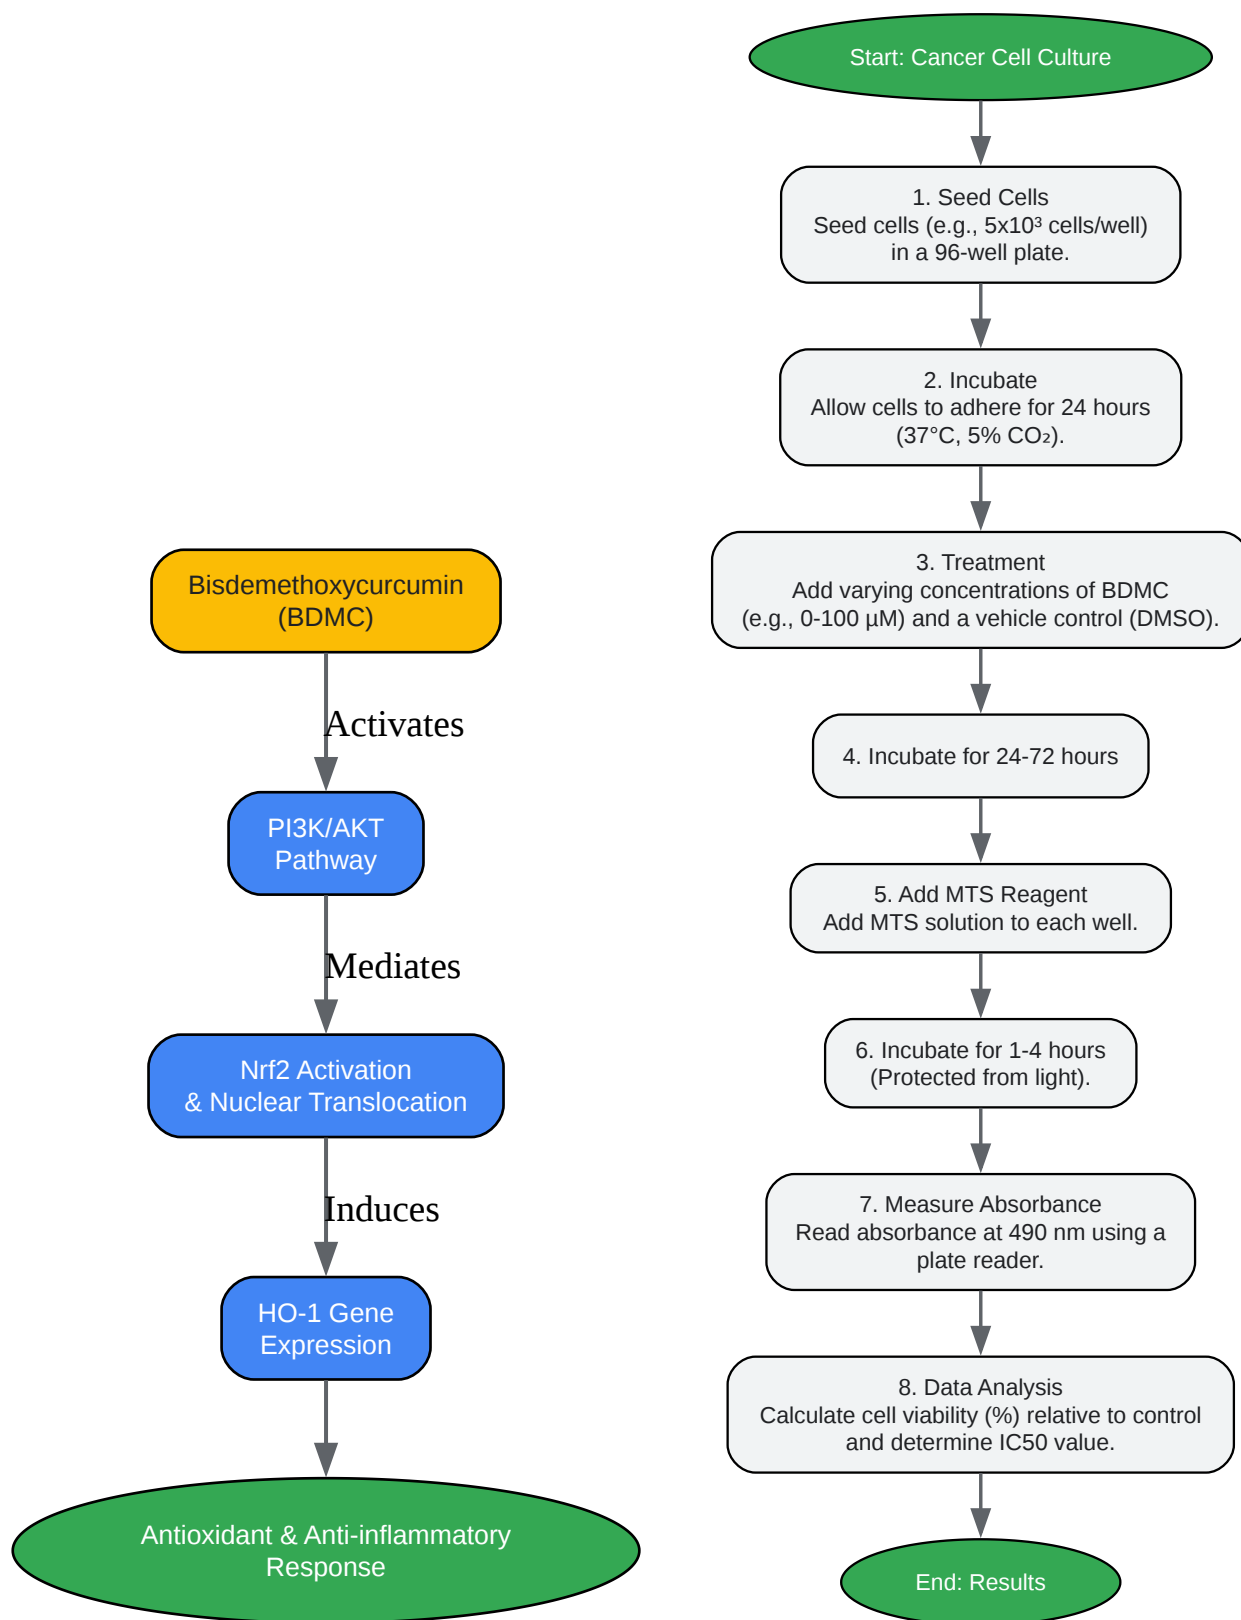 Bisdemethoxycurcumin
(BDMC)
Activates
PI3K/AKT
Pathway
Mediates
Nrf2 Activation
& Nuclear Translocation
Induces
HO-1 Gene
Expression
Antioxidant & Anti-inflammatory
Response
Start: Cancer Cell Culture
1. Seed Cells
Seed cells (e.g., 5x10³ cells/well)
in a 96-well plate.
2. Incubate
Allow cells to adhere for 24 hours
(37°C, 5% CO₂).
3. Treatment
Add varying concentrations of BDMC
(e.g., 0-100 µM) and a vehicle control (DMSO).
4. Incubate for 24-72 hours
5. Add MTS Reagent
Add MTS solution to each well.
6. Incubate for 1-4 hours
(Protected from light).
7. Measure Absorbance
Read absorbance at 490 nm using a
plate reader.
8. Data Analysis
Calculate cell viability (%) relative to control
and determine IC50 value.
End: Results